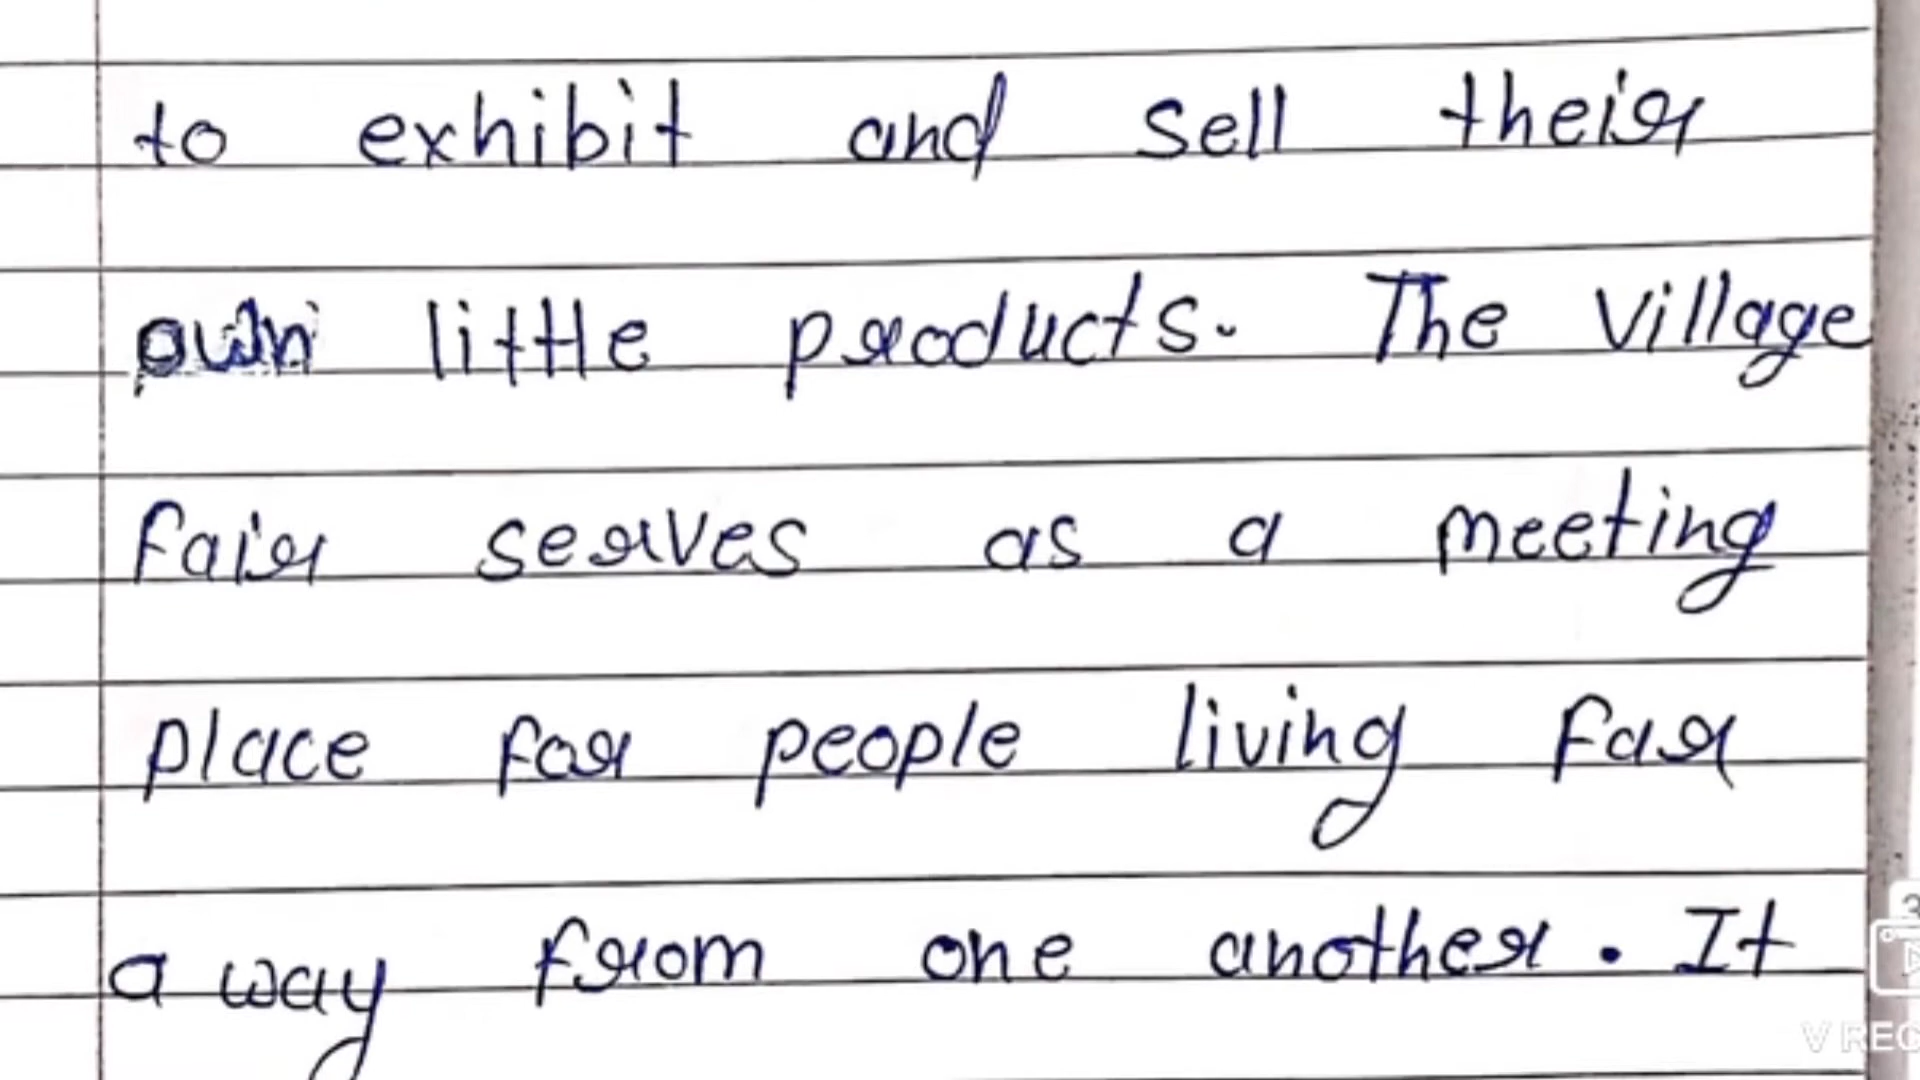 to exhibit and sell their
own little products. The Village
fair serves as a meeting
place for people living far
a way from one another. It
V REC